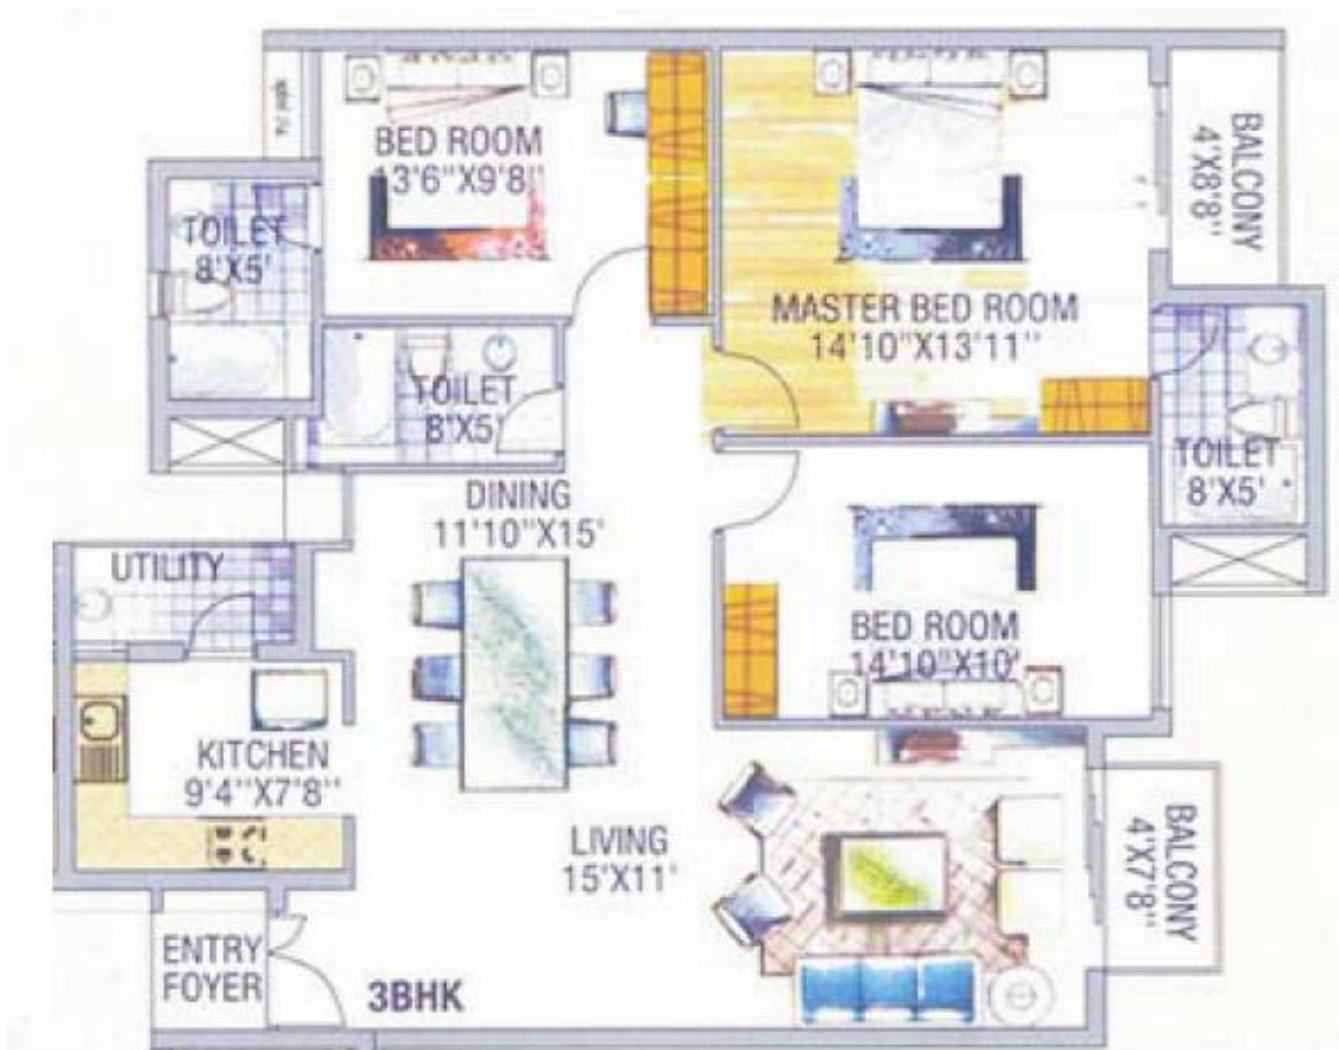 BED ROOM
13'6"X9'8"
BALCONY
4'X8'8"
TOILET
8'X5'
MASTER BED ROOM
14'10"X13'11"
TOILET
8'X5'
TOILET
8'X5'
DINING
11'10"X15'
UTILITY
BED ROOM
14'10"X10'
KITCHEN
9'4"X7'8"
LIVING
15'X11'
BALCONY
4'X7'8"
ENTRY
FOYER
3BHK